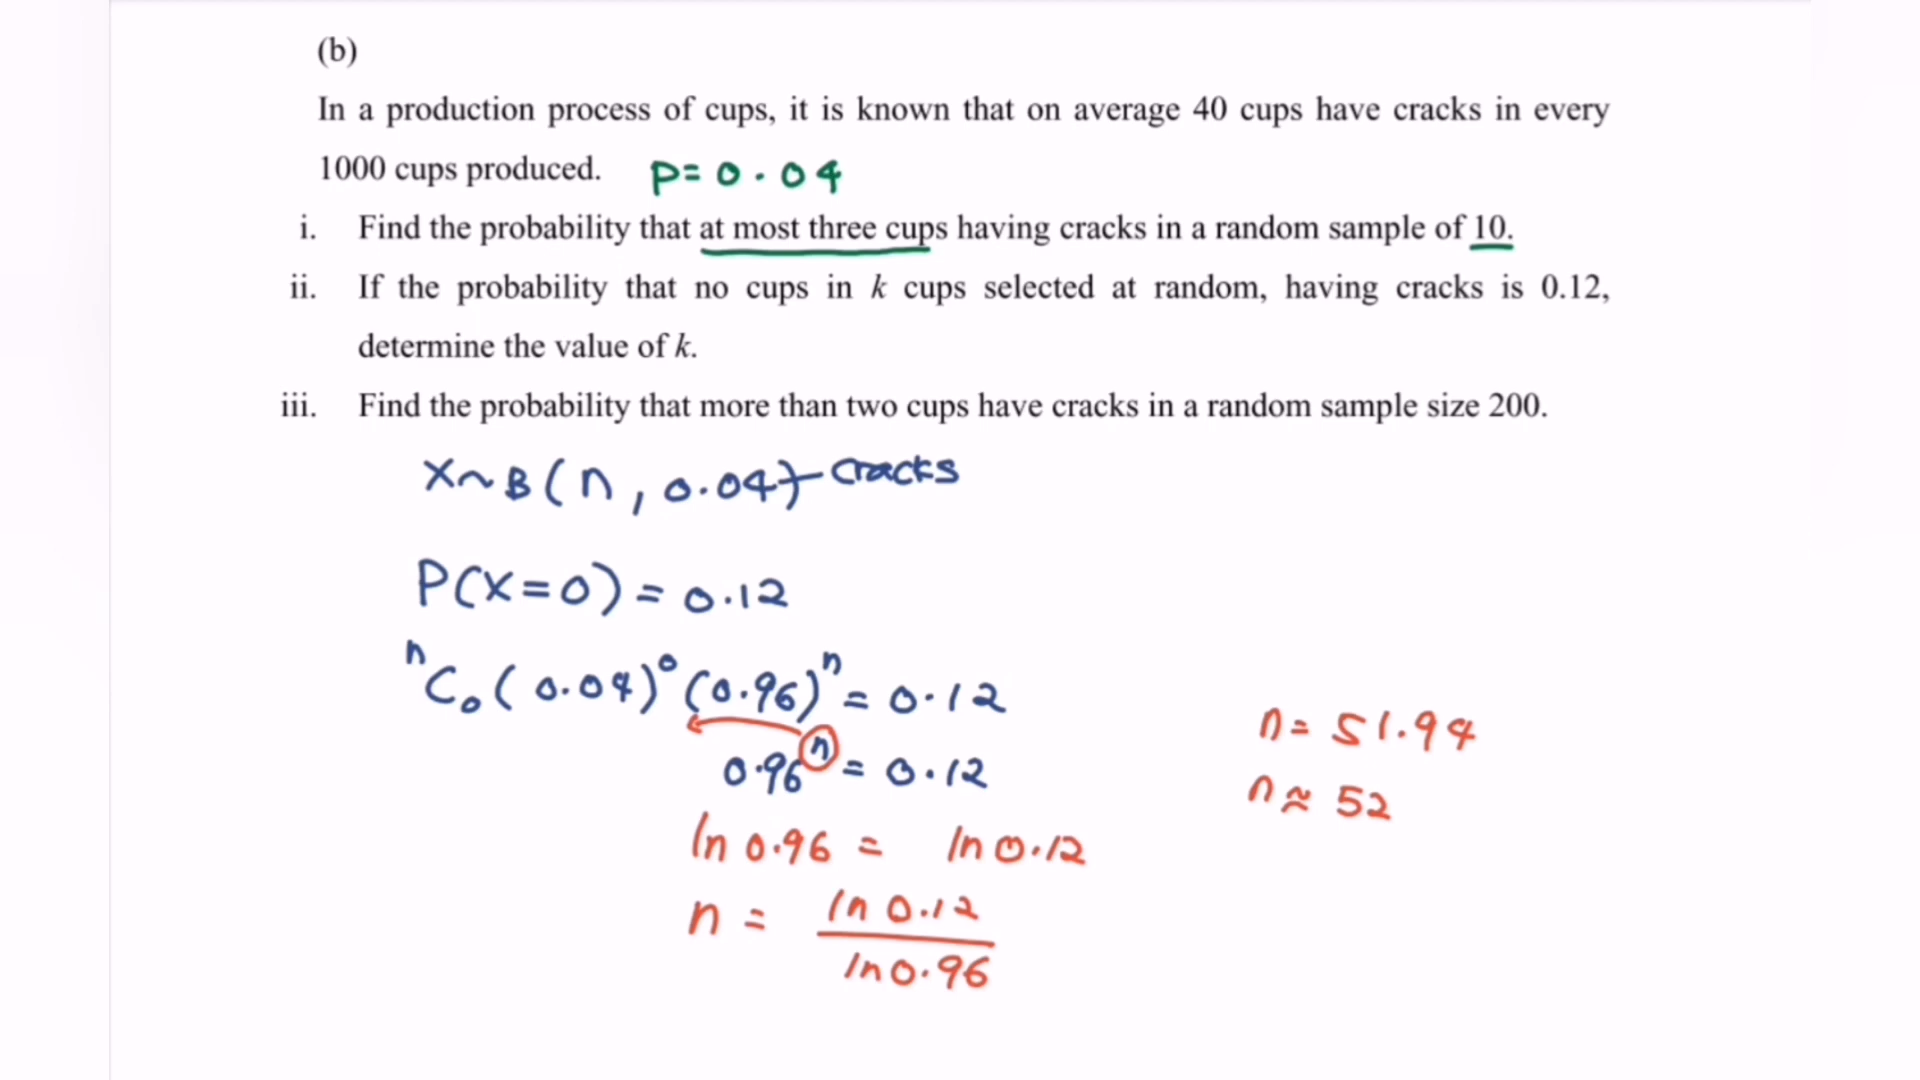 (b)
In a production process of cups, it is known that on average 40 cups have cracks in every
1000 cups produced. P = 0.04
i. Find the probability that at most three cups having cracks in a random sample of 10.
ii. If the probability that no cups in k cups selected at random, having cracks is 0.12,
determine the value of k.
iii. Find the probability that more than two cups have cracks in a random sample size 200.
X~B(n, 0.04) - cracks
P(X=0) = 0.12
ⁿC₀(0.04)⁰(0.96)ⁿ = 0.12
0.96ⁿ = 0.12
ln 0.96 = ln 0.12
n = ln 0.12
ln 0.96
n = 51.94
n ≈ 52